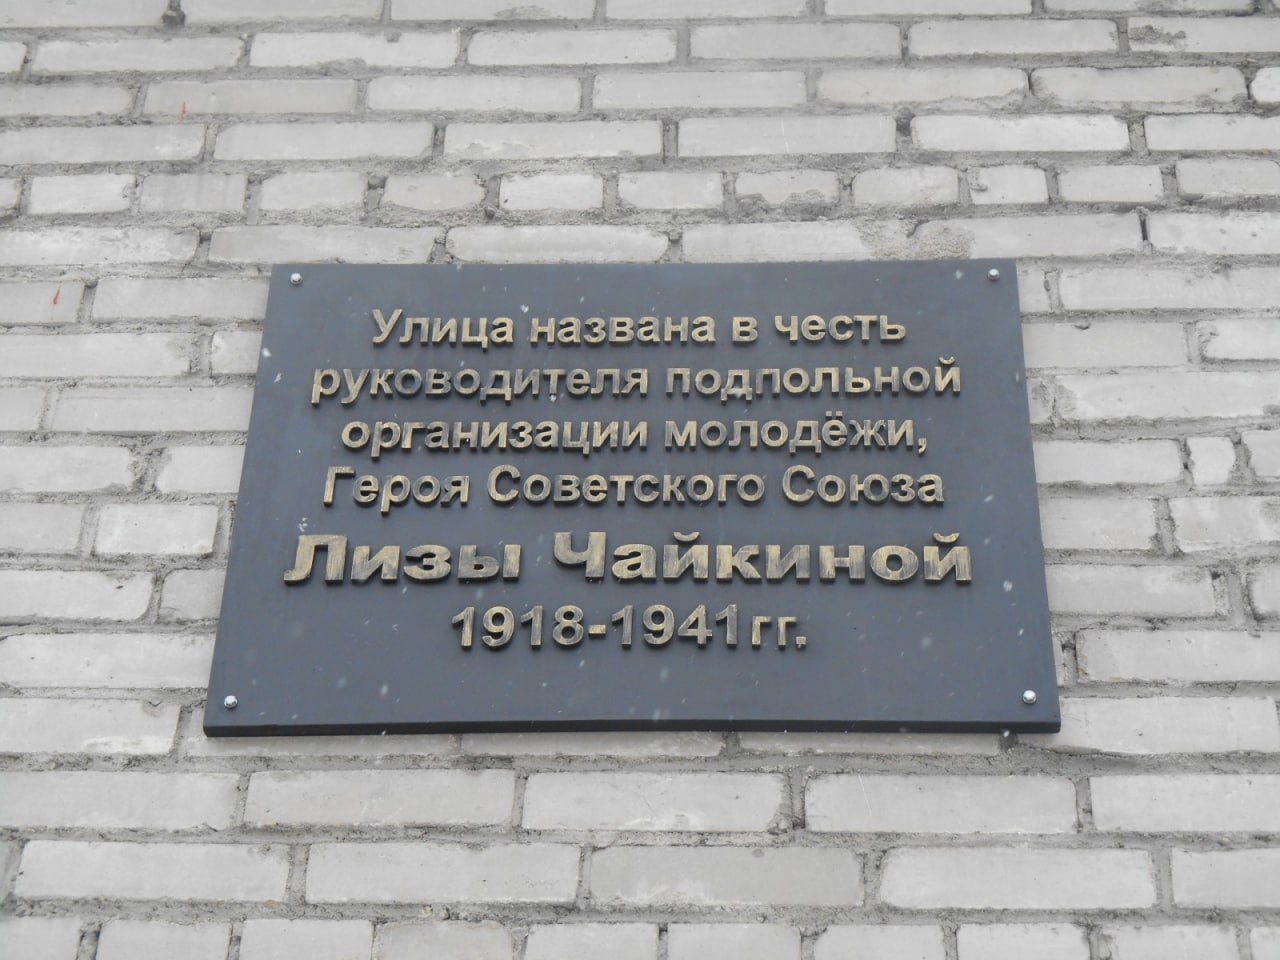 Улица названа в честь
руководителя подпольной
организации молодёжи,
Героя Советского Союза
Лизы Чайкиной
1918-1941гг.